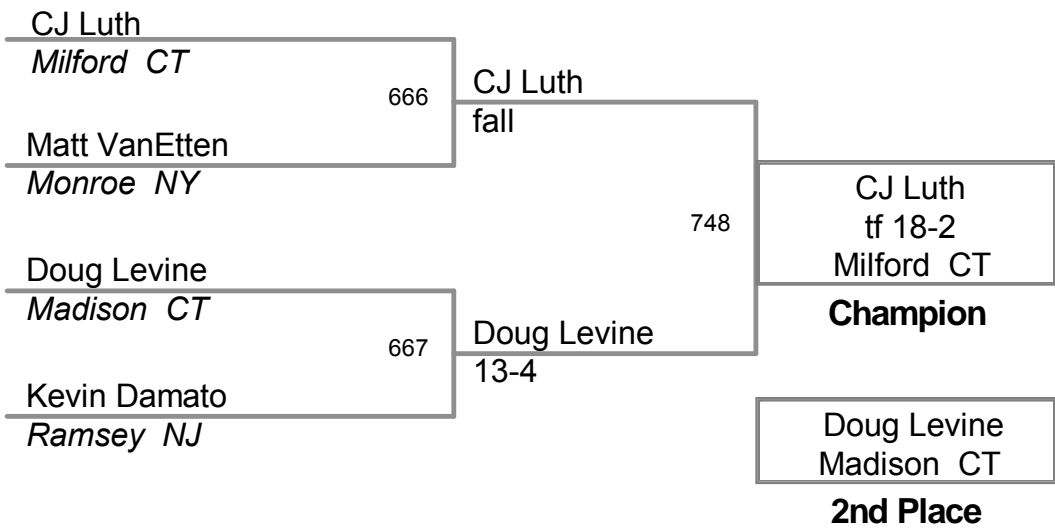 CJ Luth
Milford CT
666
Matt VanEtten
Monroe NY
CJ Luth
fall
Doug Levine
Madison CT
667
Kevin Damato
Ramsey NJ
Doug Levine
13-4
748
CJ Luth
tf 18-2
Milford CT
Champion
Doug Levine
Madison CT
2nd Place